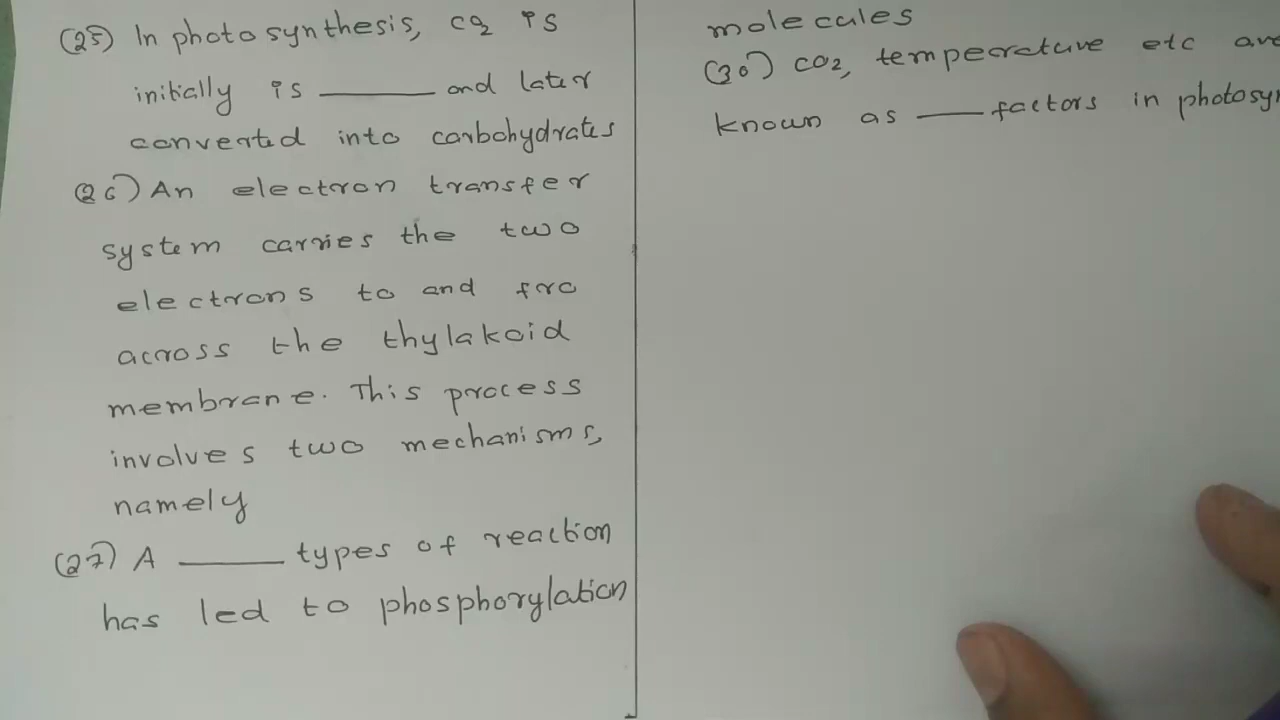 (25) In photosynthesis, CO2 is
initially is ______ and later
converted into carbohydrates
(26) An electron transfer
system carries the two
electrons to and fro
across the thylakoid
membrane. This process
involves two mechanisms,
namely
(27) A ______ types of reaction
has led to phosphorylation
molecules
(30) CO2, temperature etc are
known as ____ factors in